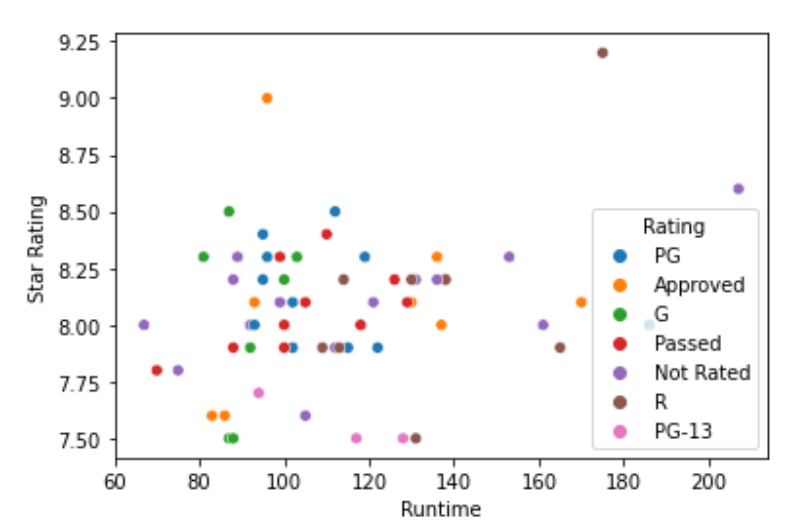 9.25
9.00
8.75
8.50
8.25
8.00
7.75
7.50
Star Rating
60 80 100 120 140 160 180 200
Runtime
Rating
PG
Approved
G
Passed
Not Rated
R
PG-13